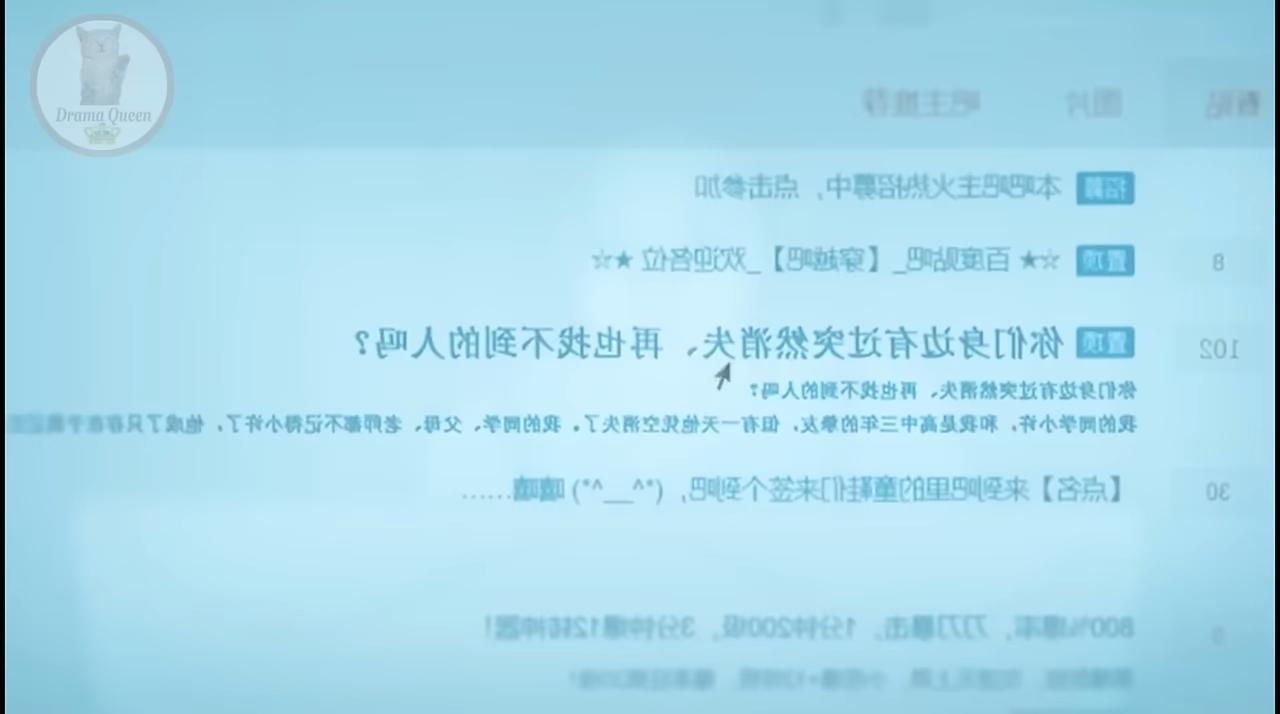 Drama Queen
看贴 图片 吧主推荐
招募 本吧吧主火热招募中，点击参加
8 置顶 ☆★ 百度贴吧_【穿越吧】_欢迎各位 ★☆
102 置顶 你们身边有过突然消失、再也找不到的人吗？
你们身边有过突然消失、再也找不到的人吗？
我的同学小许，和我是高中三年的挚友，但有一天他凭空消失了。我的同学、父母、老师都不记得小许了，他成了只存在于我记忆
30 【点名】来到吧里的童鞋们来签个到吧，(*^__^*) 嘻嘻……
800%爆率，刀刀暴击，1分钟200级，3分钟爆12转神器！